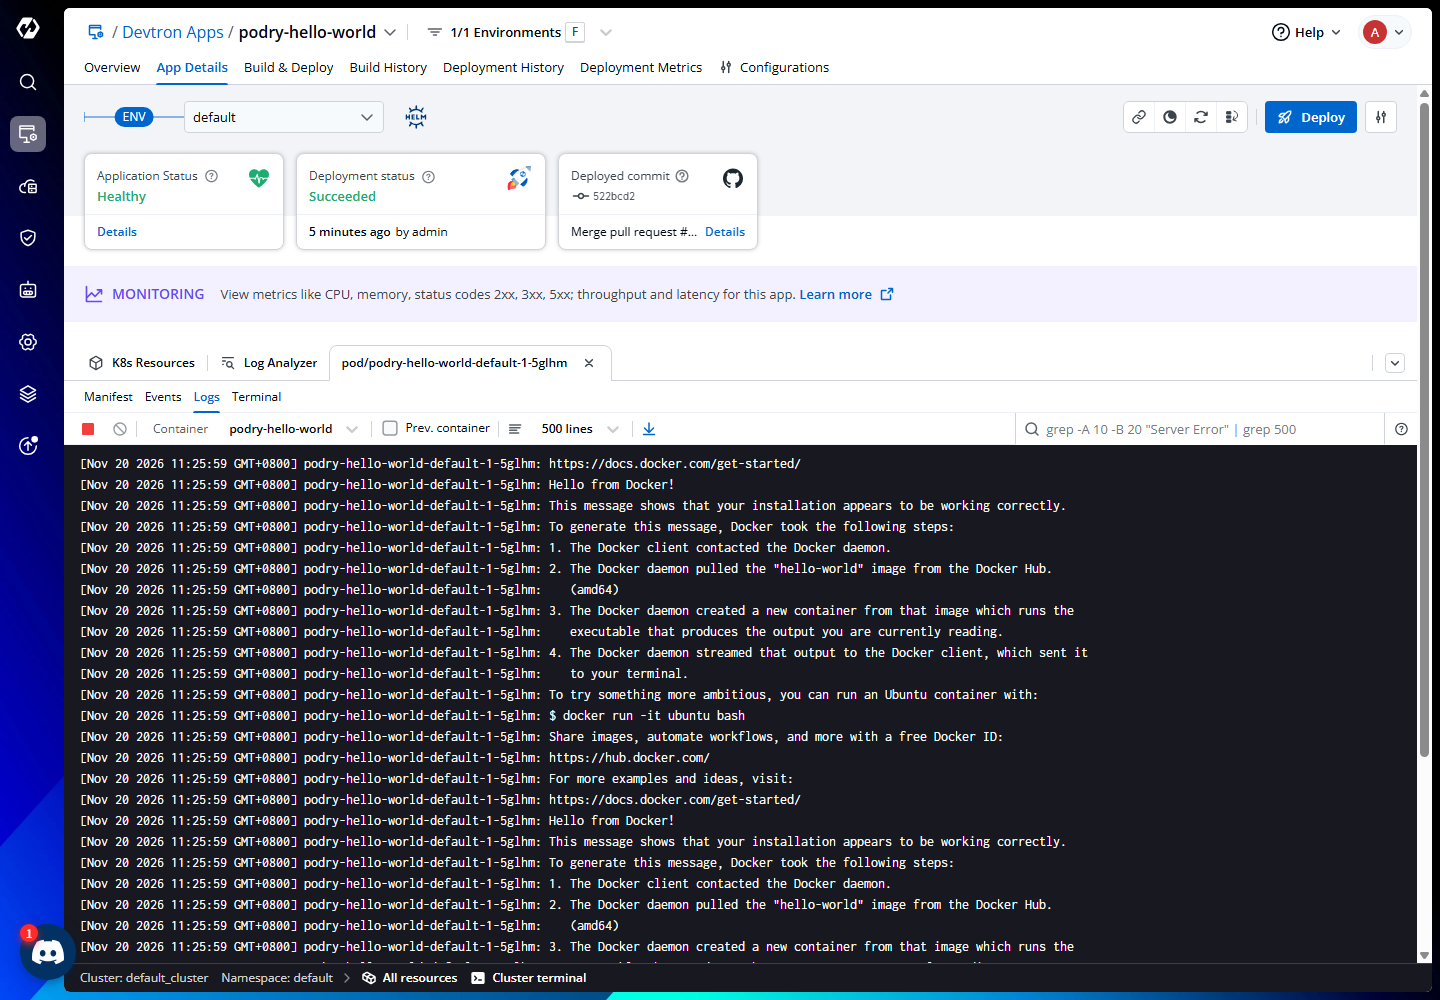 / Devtron Apps / podry-hello-world
1/1 Environments F
Help
A
Overview App Details Build & Deploy Build History Deployment History Deployment Metrics Configurations
ENV default HELM
Deploy
Application Status
Healthy
Details
Deployment status
Succeeded
5 minutes ago by admin
Deployed commit
522bcd2
Merge pull request #... Details
MONITORING View metrics like CPU, memory, status codes 2xx, 3xx, 5xx; throughput and latency for this app. Learn more
K8s Resources Log Analyzer pod/podry-hello-world-default-1-5glhm
Manifest Events Logs Terminal
Container podry-hello-world Prev. container 500 lines grep -A 10 -B 20 "Server Error" | grep 500
[Nov 20 2026 11:25:59 GMT+0800] podry-hello-world-default-1-5glhm: https://docs.docker.com/get-started/
[Nov 20 2026 11:25:59 GMT+0800] podry-hello-world-default-1-5glhm: Hello from Docker!
[Nov 20 2026 11:25:59 GMT+0800] podry-hello-world-default-1-5glhm: This message shows that your installation appears to be working correctly.
[Nov 20 2026 11:25:59 GMT+0800] podry-hello-world-default-1-5glhm: To generate this message, Docker took the following steps:
[Nov 20 2026 11:25:59 GMT+0800] podry-hello-world-default-1-5glhm: 1. The Docker client contacted the Docker daemon.
[Nov 20 2026 11:25:59 GMT+0800] podry-hello-world-default-1-5glhm: 2. The Docker daemon pulled the "hello-world" image from the Docker Hub.
[Nov 20 2026 11:25:59 GMT+0800] podry-hello-world-default-1-5glhm: (amd64)
[Nov 20 2026 11:25:59 GMT+0800] podry-hello-world-default-1-5glhm: 3. The Docker daemon created a new container from that image which runs the
[Nov 20 2026 11:25:59 GMT+0800] podry-hello-world-default-1-5glhm: executable that produces the output you are currently reading.
[Nov 20 2026 11:25:59 GMT+0800] podry-hello-world-default-1-5glhm: 4. The Docker daemon streamed that output to the Docker client, which sent it
[Nov 20 2026 11:25:59 GMT+0800] podry-hello-world-default-1-5glhm: to your terminal.
[Nov 20 2026 11:25:59 GMT+0800] podry-hello-world-default-1-5glhm: To try something more ambitious, you can run an Ubuntu container with:
[Nov 20 2026 11:25:59 GMT+0800] podry-hello-world-default-1-5glhm: $ docker run -it ubuntu bash
[Nov 20 2026 11:25:59 GMT+0800] podry-hello-world-default-1-5glhm: Share images, automate workflows, and more with a free Docker ID:
[Nov 20 2026 11:25:59 GMT+0800] podry-hello-world-default-1-5glhm: https://hub.docker.com/
[Nov 20 2026 11:25:59 GMT+0800] podry-hello-world-default-1-5glhm: For more examples and ideas, visit:
[Nov 20 2026 11:25:59 GMT+0800] podry-hello-world-default-1-5glhm: https://docs.docker.com/get-started/
[Nov 20 2026 11:25:59 GMT+0800] podry-hello-world-default-1-5glhm: Hello from Docker!
[Nov 20 2026 11:25:59 GMT+0800] podry-hello-world-default-1-5glhm: This message shows that your installation appears to be working correctly.
[Nov 20 2026 11:25:59 GMT+0800] podry-hello-world-default-1-5glhm: To generate this message, Docker took the following steps:
[Nov 20 2026 11:25:59 GMT+0800] podry-hello-world-default-1-5glhm: 1. The Docker client contacted the Docker daemon.
[Nov 20 2026 11:25:59 GMT+0800] podry-hello-world-default-1-5glhm: 2. The Docker daemon pulled the "hello-world" image from the Docker Hub.
[Nov 20 2026 11:25:59 GMT+0800] podry-hello-world-default-1-5glhm: (amd64)
[Nov 20 2026 11:25:59 GMT+0800] podry-hello-world-default-1-5glhm: 3. The Docker daemon created a new container from that image which runs the
1
Cluster: default_cluster Namespace: default All resources Cluster terminal